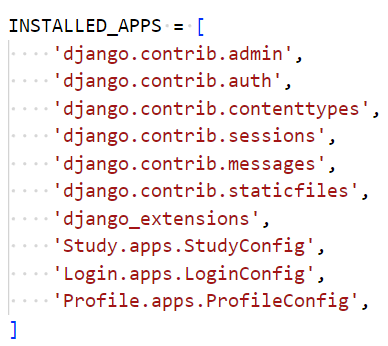 INSTALLED_APPS = [
    'django.contrib.admin',
    'django.contrib.auth',
    'django.contrib.contenttypes',
    'django.contrib.sessions',
    'django.contrib.messages',
    'django.contrib.staticfiles',
    'django_extensions',
    'Study.apps.StudyConfig',
    'Login.apps.LoginConfig',
    'Profile.apps.ProfileConfig',
]